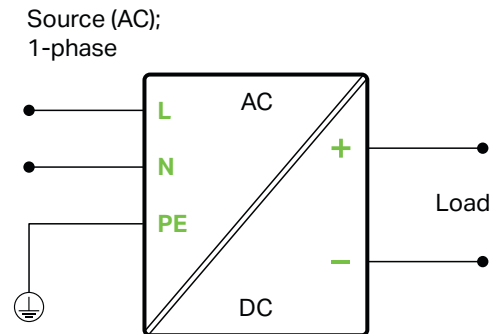 Source (AC);
1-phase
AC
L
N
PE
+
Load
−
DC